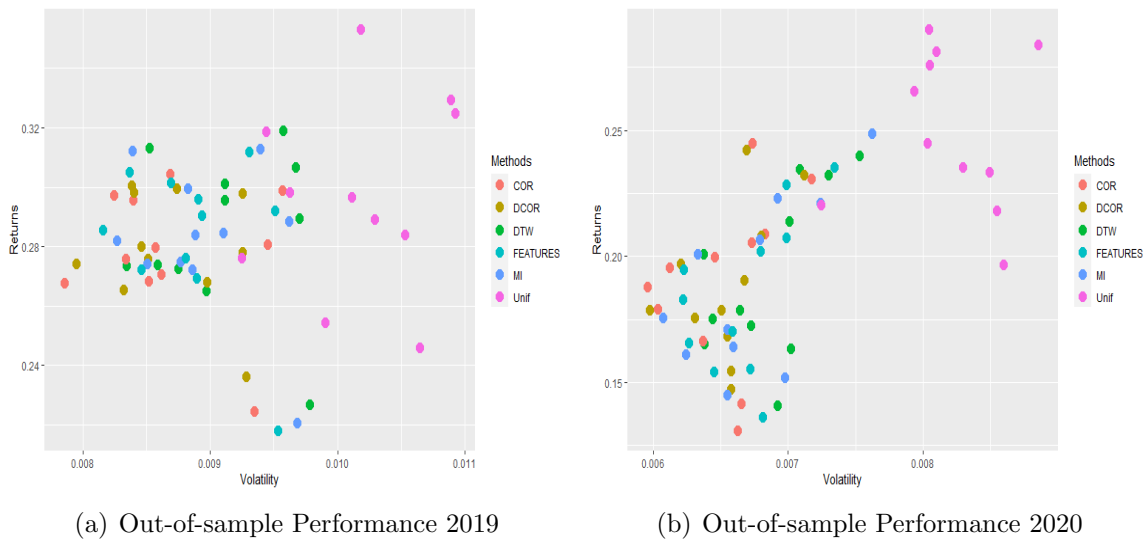 0.32
0.28
0.24
Returns
0.008
0.009
0.010
0.011
Volatility
Methods
COR
DCOR
DTW
FEATURES
MI
Unif
(a) Out-of-sample Performance 2019
0.25
0.20
0.15
Returns
0.006
0.007
0.008
Volatility
Methods
COR
DCOR
DTW
FEATURES
MI
Unif
(b) Out-of-sample Performance 2020